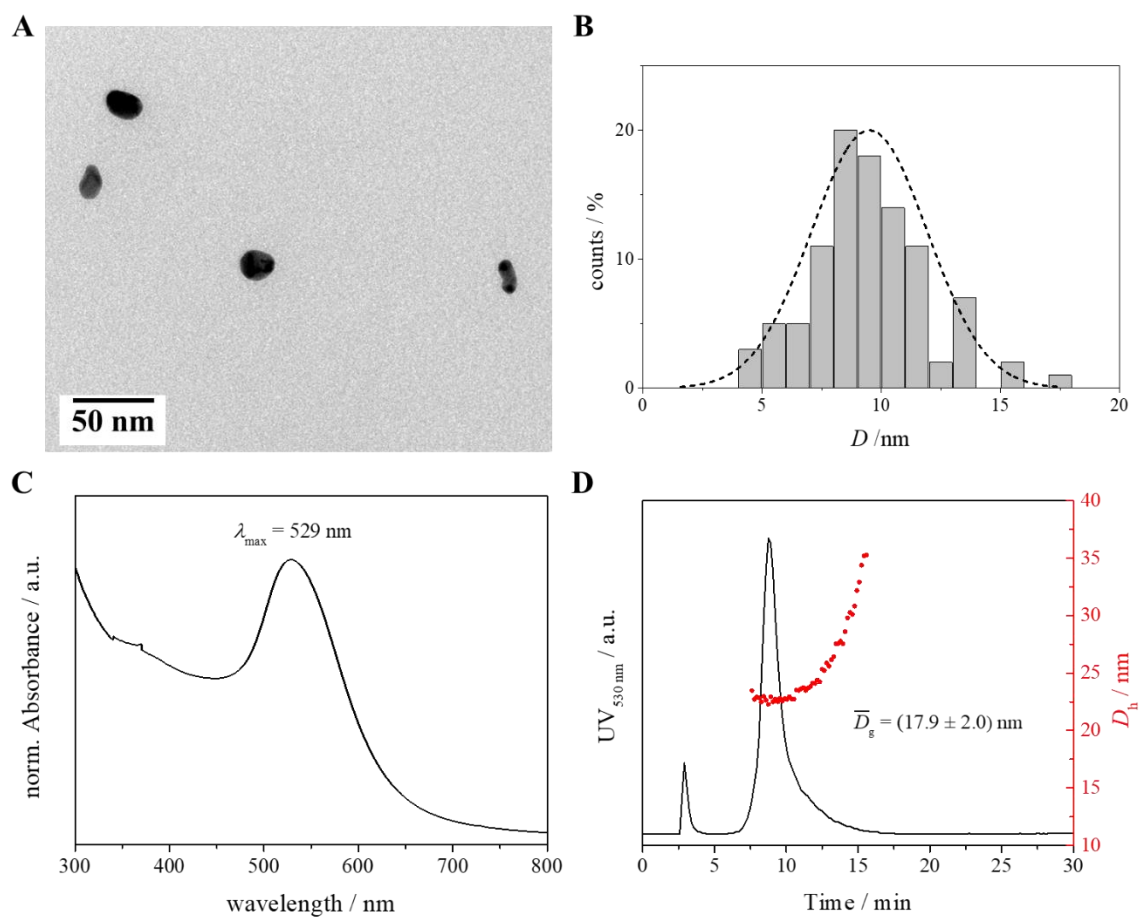 A
B
50 nm
counts / %
20
10
0
0 5 10 15 20
D /nm
C
D
norm. Absorbance / a.u.
λmax = 529 nm
300 400 500 600 700 800
wavelength / nm
UV530 nm / a.u.
D̅g = (17.9 ± 2.0) nm
40
35
30
25
20
15
10
Dh / nm
0 5 10 15 20 25 30
Time / min